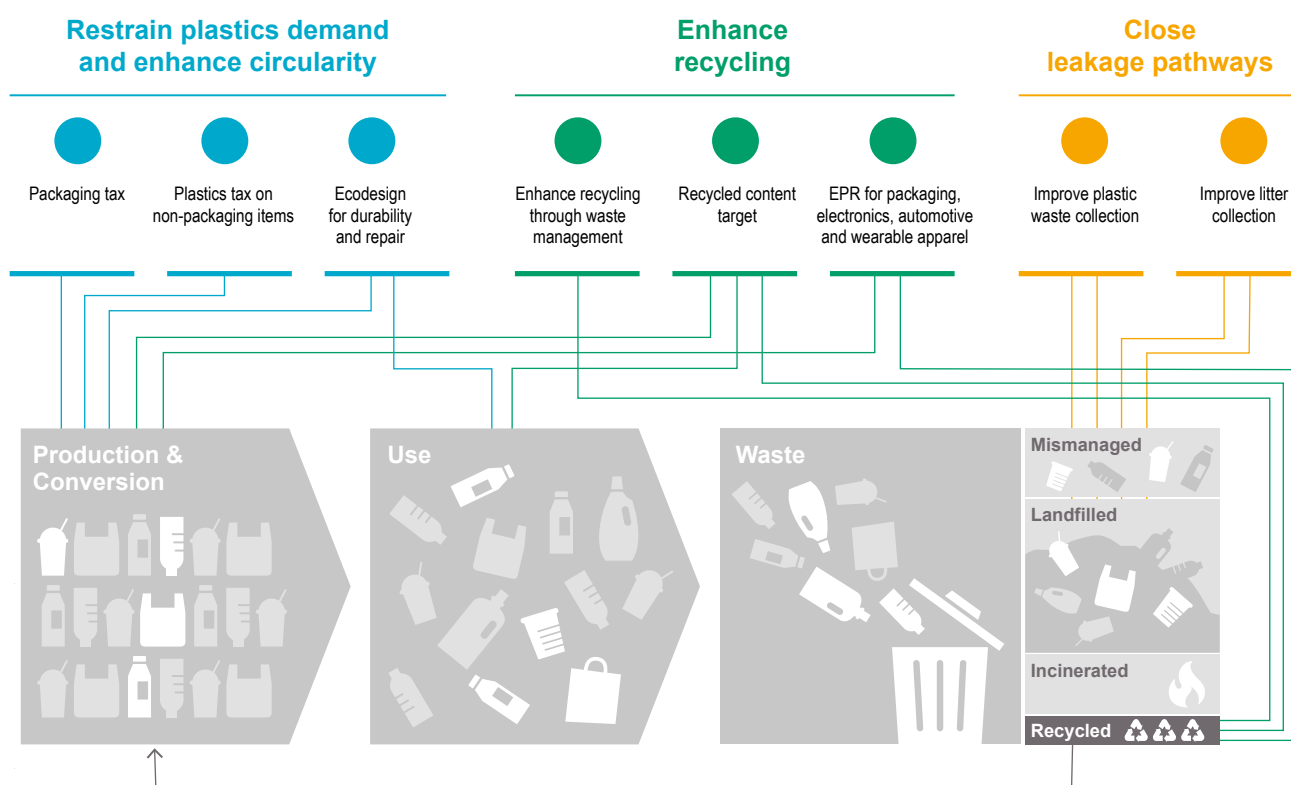 Restrain plastics demand
and enhance circularity
Enhance
recycling
Close
leakage pathways
Packaging tax
Plastics tax on
non-packaging items
Ecodesign
for durability
and repair
Enhance recycling
through waste
management
Recycled content
target
EPR for packaging,
electronics, automotive
and wearable apparel
Improve plastic
waste collection
Improve litter
collection
Production &
Conversion
Use
Waste
Mismanaged
Landfilled
Incinerated
Recycled